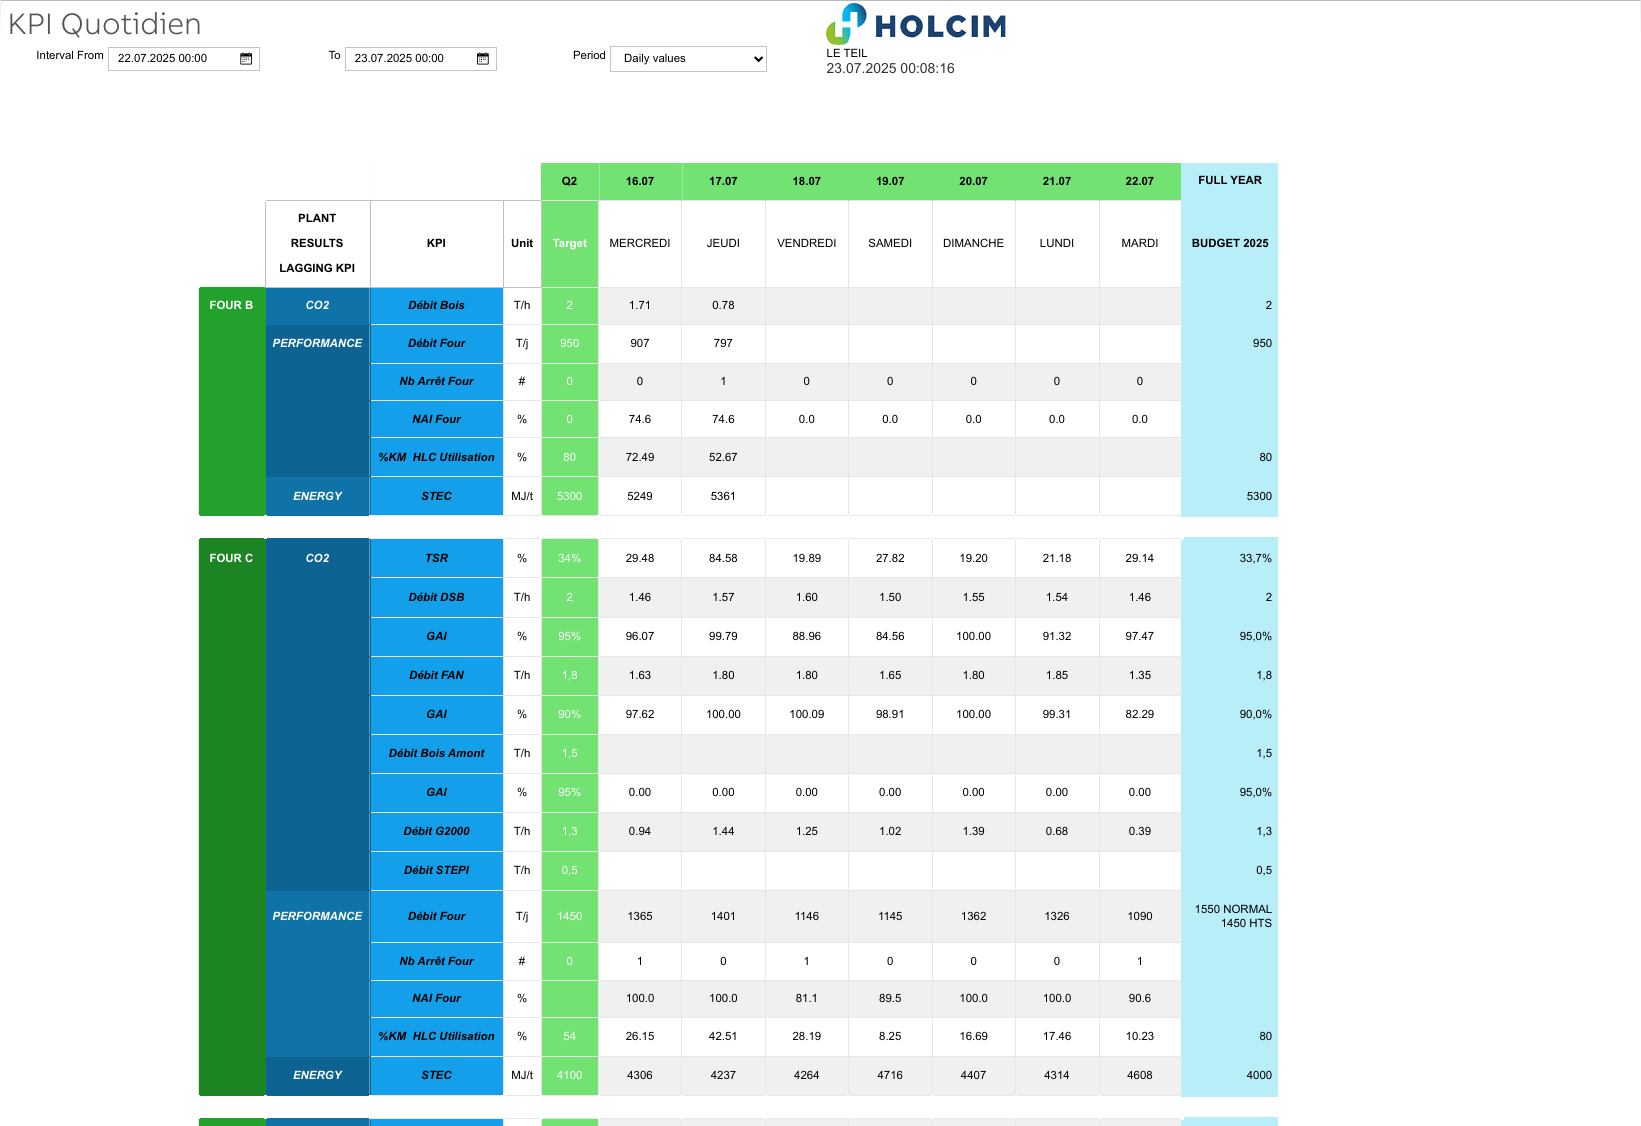 KPI Quotidien
HOLCIM
Interval From 22.07.2025 00:00 To 23.07.2025 00:00 Period Daily values
LE TEIL
23.07.2025 00:08:16
Q2 16.07 17.07 18.07 19.07 20.07 21.07 22.07 FULL YEAR
PLANT
RESULTS
LAGGING KPI
KPI Unit Target MERCREDI JEUDI VENDREDI SAMEDI DIMANCHE LUNDI MARDI BUDGET 2025
FOUR B CO2 Débit Bois T/h 2 1.71 0.78 2
PERFORMANCE Débit Four T/j 950 907 797 950
Nb Arrêt Four # 0 0 1 0 0 0 0 0
NAI Four % 0 74.6 74.6 0.0 0.0 0.0 0.0 0.0
%KM HLC Utilisation % 80 72.49 52.67 80
ENERGY STEC MJ/t 5300 5249 5361 5300
FOUR C CO2 TSR % 34% 29.48 84.58 19.89 27.82 19.20 21.18 29.14 33,7%
Débit DSB T/h 2 1.46 1.57 1.60 1.50 1.55 1.54 1.46 2
GAI % 95% 96.07 99.79 88.96 84.56 100.00 91.32 97.47 95,0%
Débit FAN T/h 1,8 1.63 1.80 1.80 1.65 1.80 1.85 1.35 1,8
GAI % 90% 97.62 100.00 100.09 98.91 100.00 99.31 82.29 90,0%
Débit Bois Amont T/h 1,5 1,5
GAI % 95% 0.00 0.00 0.00 0.00 0.00 0.00 0.00 95,0%
Débit G2000 T/h 1,3 0.94 1.44 1.25 1.02 1.39 0.68 0.39 1,3
Débit STEPI T/h 0,5 0,5
PERFORMANCE Débit Four T/j 1450 1365 1401 1146 1145 1362 1326 1090 1550 NORMAL
1450 HTS
Nb Arrêt Four # 0 1 0 1 0 0 0 1
NAI Four % 100.0 100.0 81.1 89.5 100.0 100.0 90.6
%KM HLC Utilisation % 54 26.15 42.51 28.19 8.25 16.69 17.46 10.23 80
ENERGY STEC MJ/t 4100 4306 4237 4264 4716 4407 4314 4608 4000